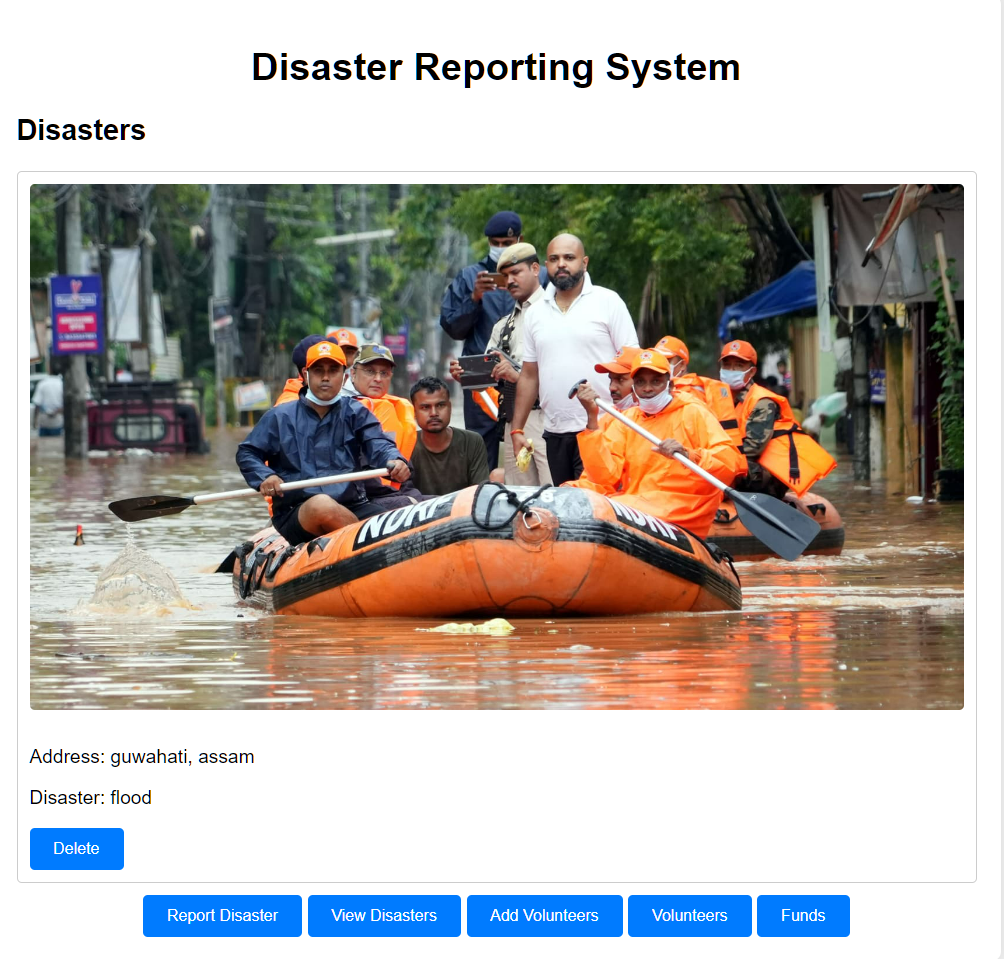 Disaster Reporting System
Disasters
NDRF
NDRF
Address: guwahati, assam
Disaster: flood
Delete
Report Disaster
View Disasters
Add Volunteers
Volunteers
Funds